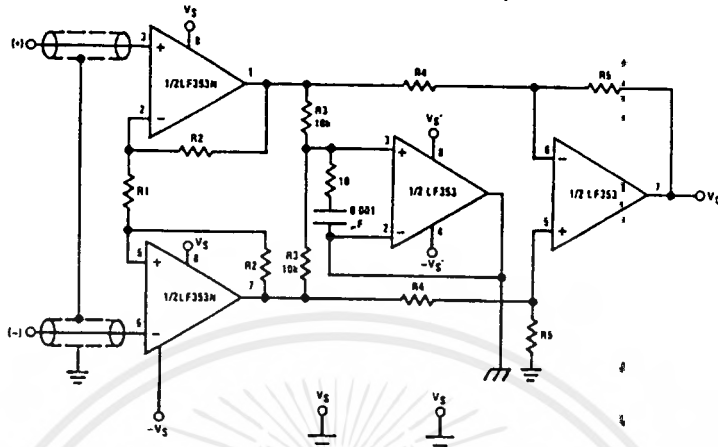 VS
8
(+)
3
+
1/2LF353N
1
2
−
R2
R1
R4
R5
R3
10k
VS'
8
3
+
1/2 LF353
10
0.001
µF
2
−
4
−VS'
6
−
1/2 LF353
7
5
+
VS
8
5
+
1/2LF353N
7
6
−
R2
R3
10k
R4
R5
(−)
−VS
VS
VS